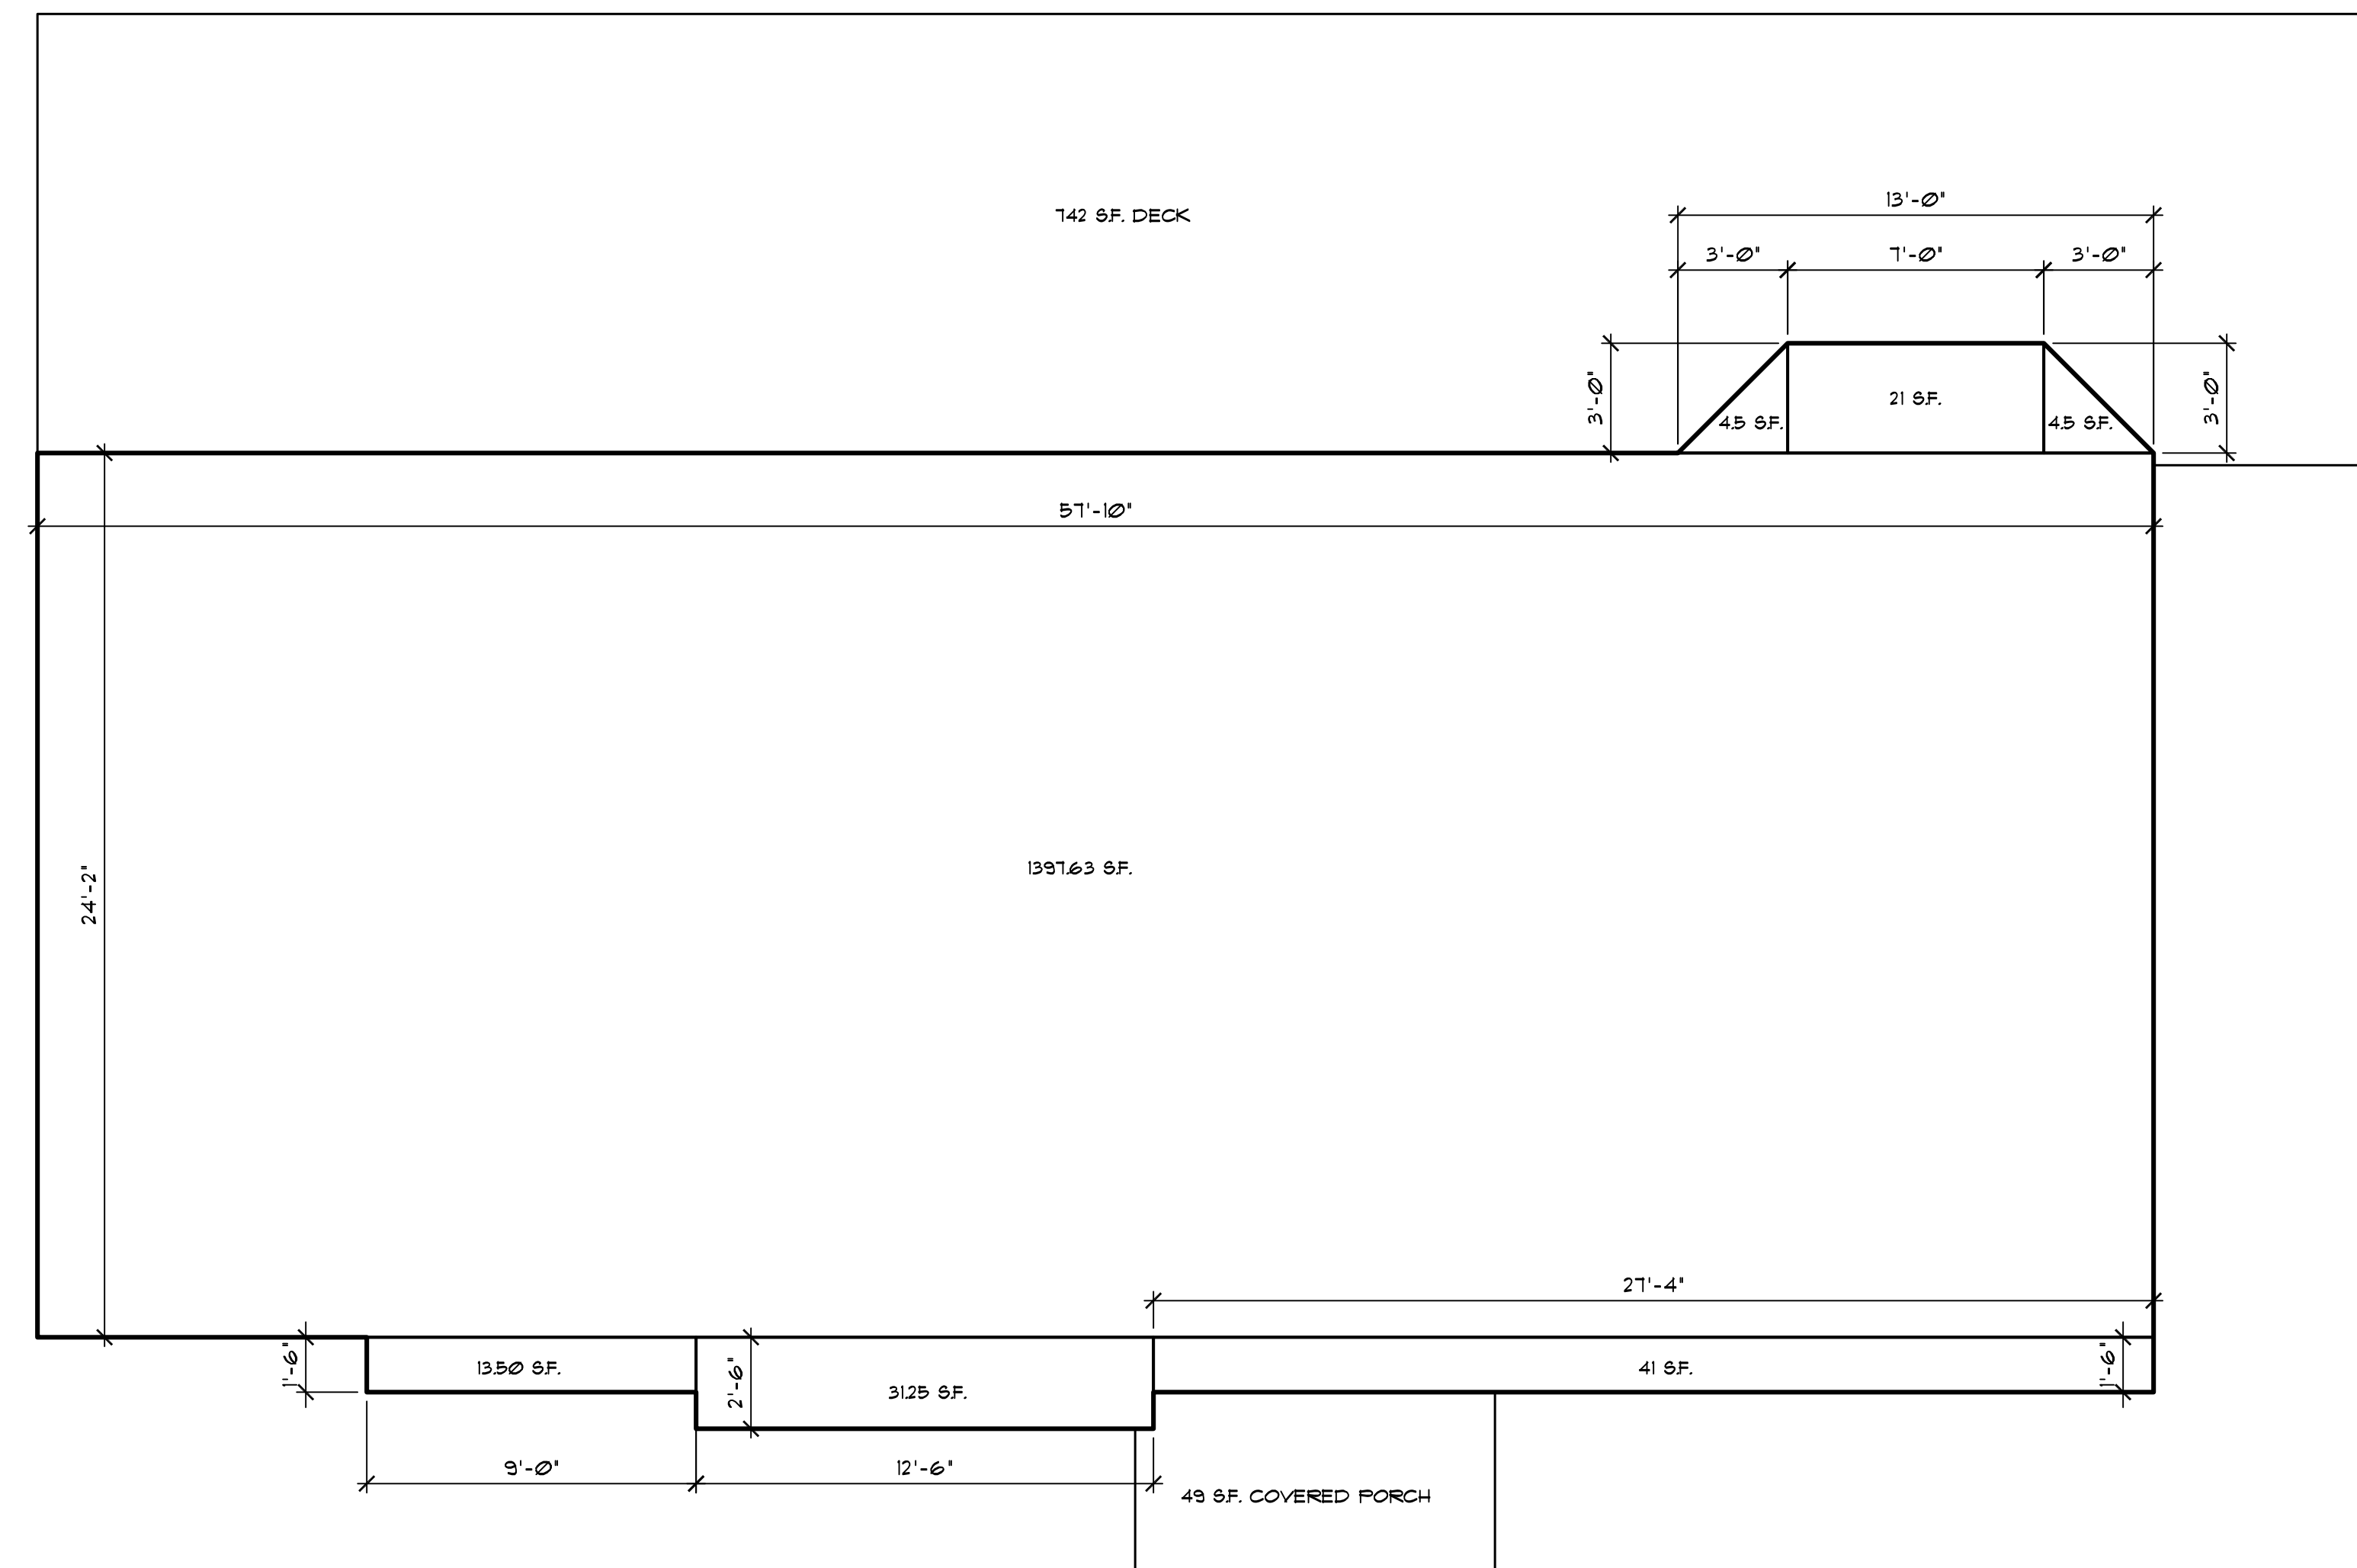 13'-0"
742 S.F. DECK
3'-0" 7'-0" 3'-0"
3'-0"
21 S.F.
3'-0"
4.5 S.F.
4.5 S.F.
57'-10"
1397.63 S.F.
24'-2"
27'-4"
1'-6"
13.50 S.F.
2'-6"
31.25 S.F.
41 S.F.
1'-6"
9'-0" 12'-6"
49 S.F. COVERED PORCH